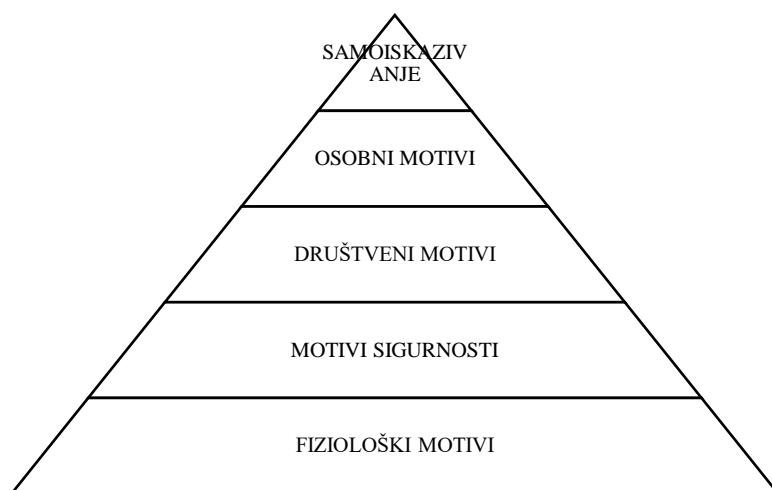 SAMOISKAZIV
ANJE
OSOBNI MOTIVI
DRUŠTVENI MOTIVI
MOTIVI SIGURNOSTI
FIZIOLOŠKI MOTIVI